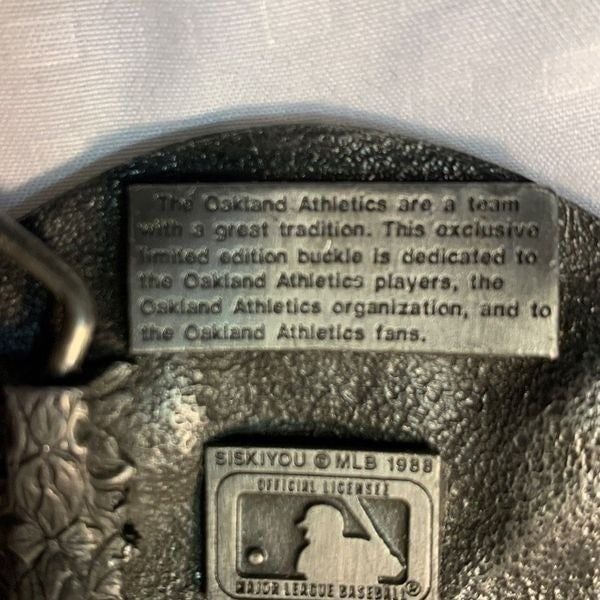 The Oakland Athletics are a team
with a great tradition. This exclusive
limited edition buckle is dedicated to
the Oakland Athletics players, the
Oakland Athletics organization, and to
the Oakland Athletics fans.
SISKIYOU © MLB 1988
OFFICIAL LICENSEE
MAJOR LEAGUE BASEBALL®